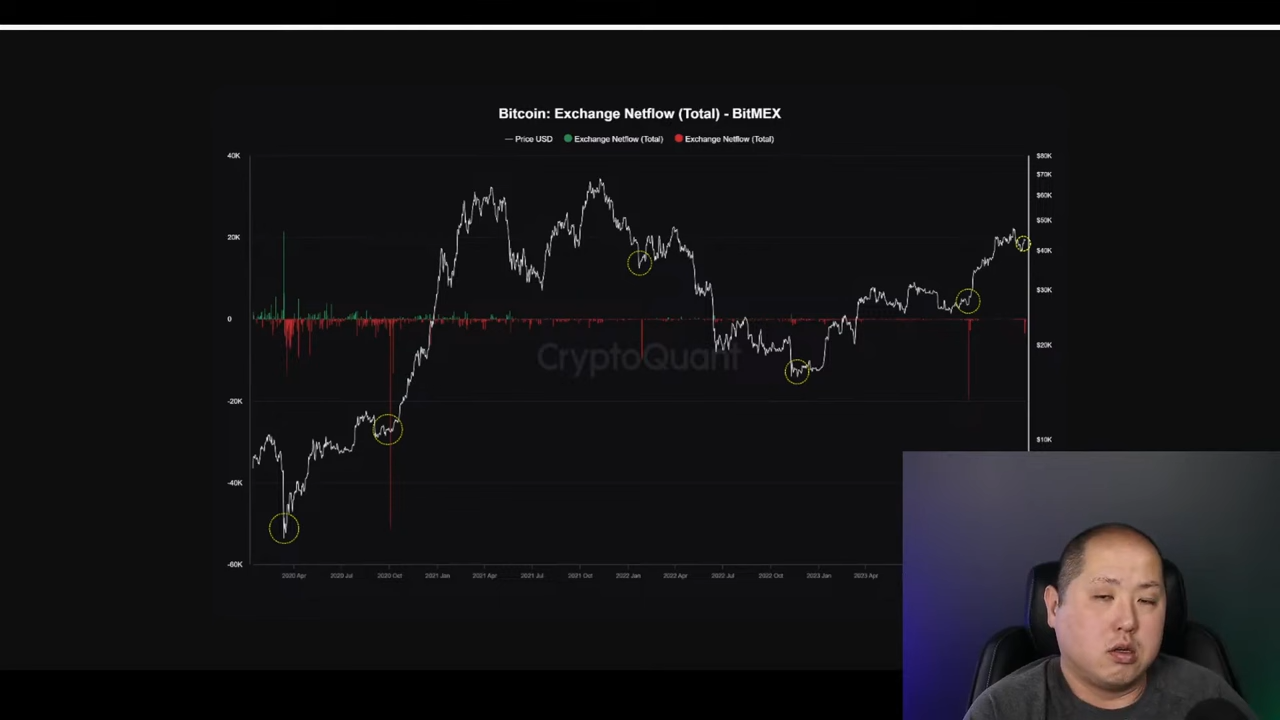 Bitcoin: Exchange Netflow (Total) - BitMEX
Price USD Exchange Netflow (Total) Exchange Netflow (Total)
40K $80K
$70K
$60K
$50K
20K
$40K
$30K
0
$20K
CryptoQuant
-20K
$10K
-40K
-60K
2020 Apr 2020 Jul 2020 Oct 2021 Jan 2021 Apr 2021 Jul 2021 Oct 2022 Jan 2022 Apr 2022 Jul 2022 Oct 2023 Jan 2023 Apr